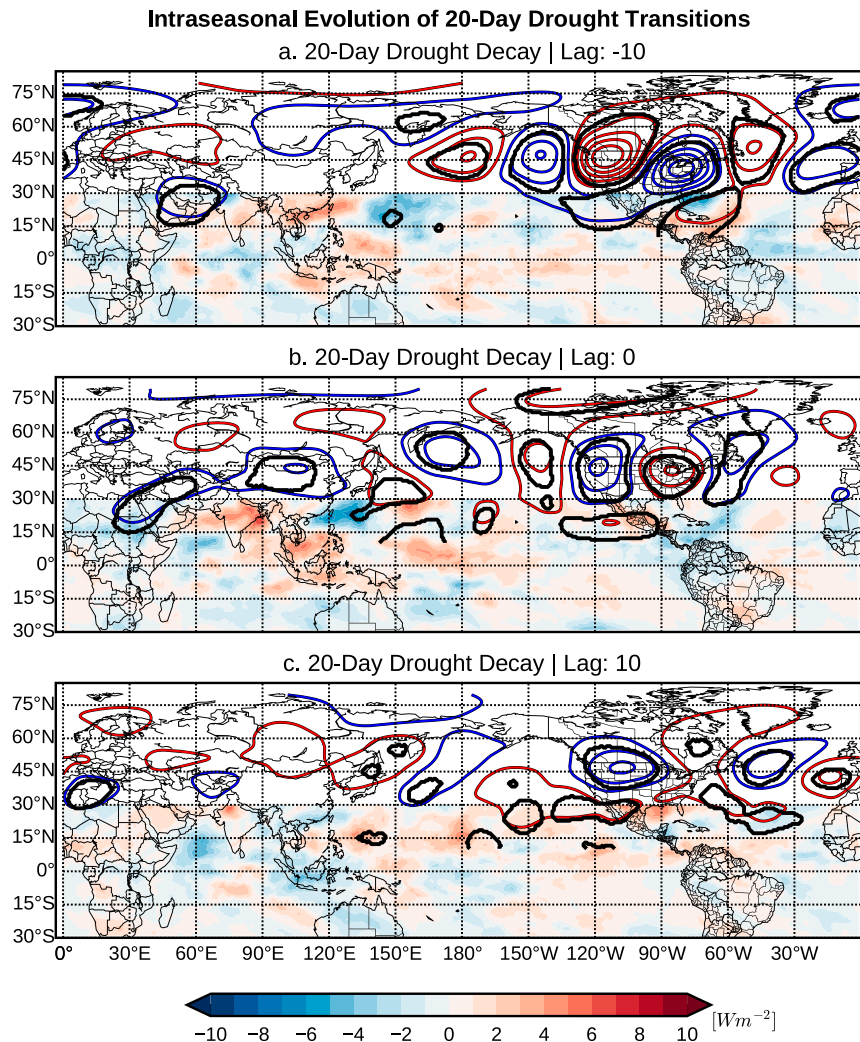 Intraseasonal Evolution of 20-Day Drought Transitions
a. 20-Day Drought Decay | Lag: -10
75°N
60°N
45°N
30°N
15°N
0°
15°S
30°S
b. 20-Day Drought Decay | Lag: 0
75°N
60°N
45°N
30°N
15°N
0°
15°S
30°S
c. 20-Day Drought Decay | Lag: 10
75°N
60°N
45°N
30°N
15°N
0°
15°S
30°S
0° 30°E 60°E 90°E 120°E 150°E 180° 150°W 120°W 90°W 60°W 30°W
−10 −8 −6 −4 −2 0 2 4 6 8 10 [Wm⁻²]